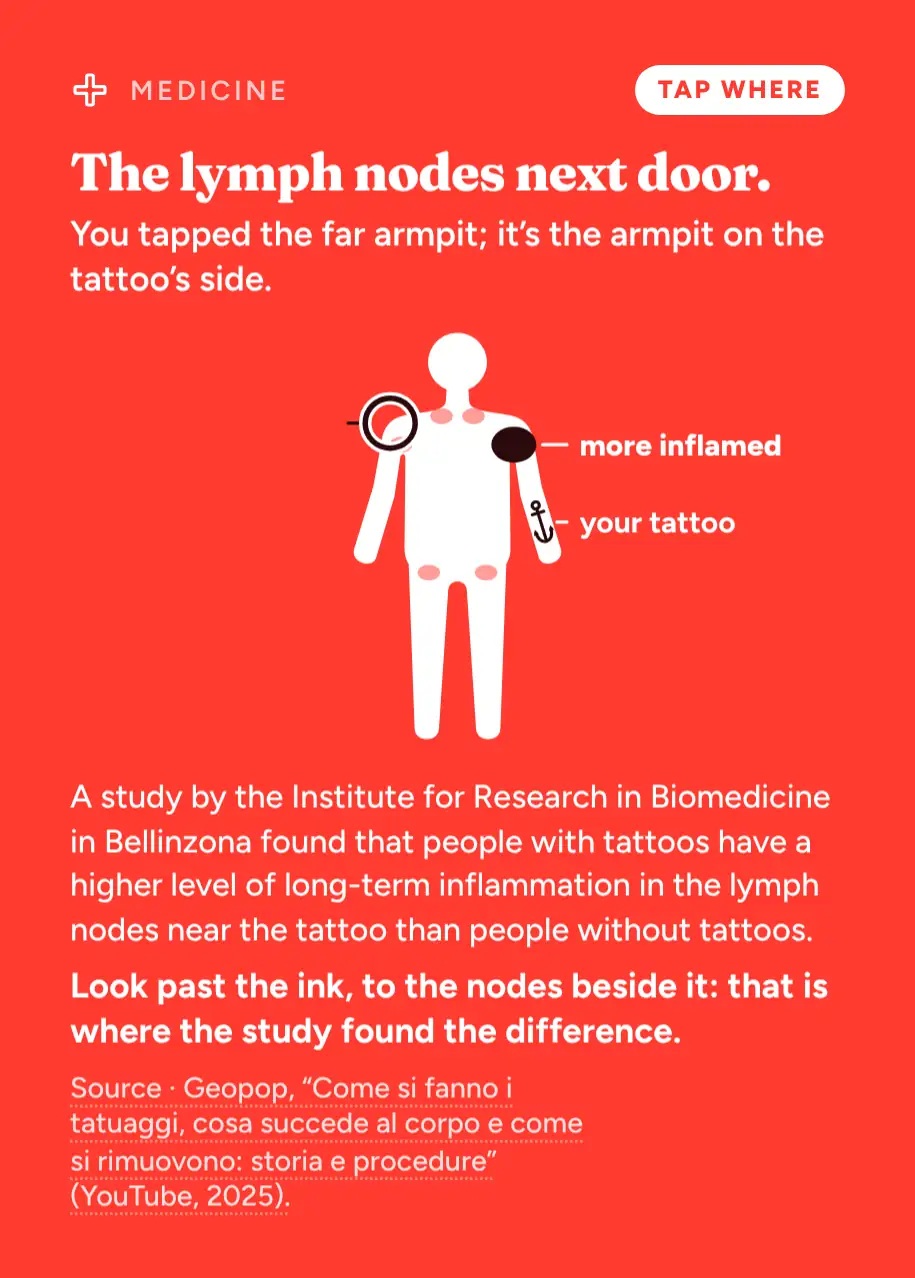 MEDICINE
TAP WHERE
The lymph nodes next door.
You tapped the far armpit; it’s the armpit on the
tattoo’s side.
more inflamed
your tattoo
A study by the Institute for Research in Biomedicine
in Bellinzona found that people with tattoos have a
higher level of long-term inflammation in the lymph
nodes near the tattoo than people without tattoos.
Look past the ink, to the nodes beside it: that is
where the study found the difference.
Source · Geopop, “Come si fanno i
tatuaggi, cosa succede al corpo e come
si rimuovono: storia e procedure”
(YouTube, 2025).